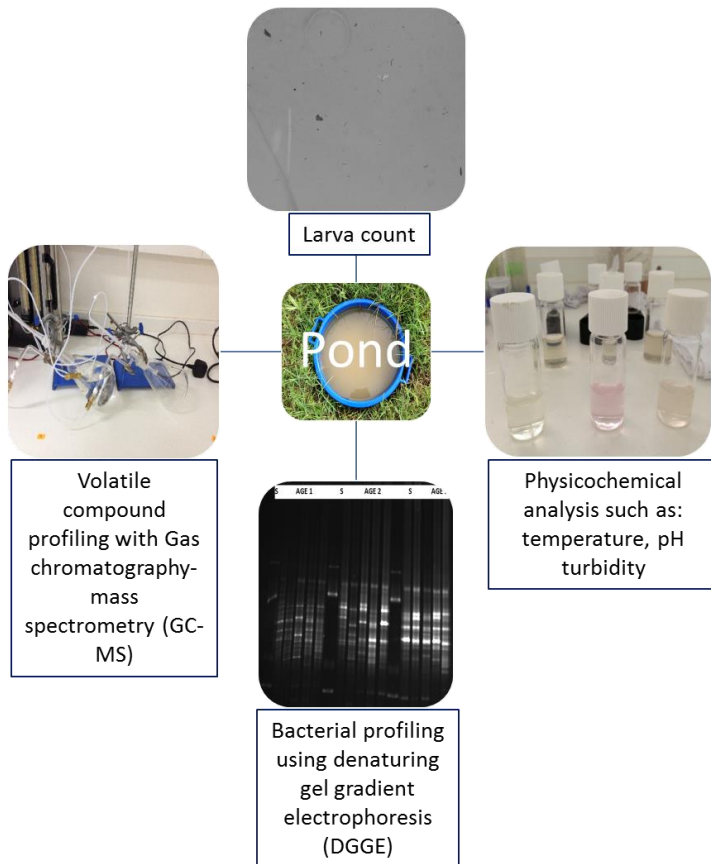 Larva count
Pond
Volatile
compound
profiling with Gas
chromatography-
mass
spectrometry (GC-
MS)
Physicochemical
analysis such as:
temperature, pH
turbidity
S AGE 1 S AGE 2 S AGE
Bacterial profiling
using denaturing
gel gradient
electrophoresis
(DGGE)